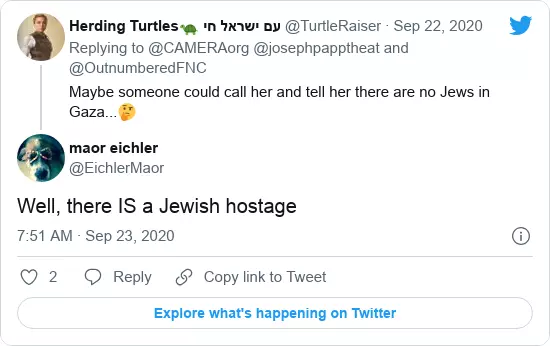 Herding Turtles🐢 עם ישראל חי @TurtleRaiser · Sep 22, 2020
Replying to @CAMERAorg @josephpapptheat and
@OutnumberedFNC
Maybe someone could call her and tell her there are no Jews in
Gaza...🤔
maor eichler
@EichlerMaor
Well, there IS a Jewish hostage
7:51 AM · Sep 23, 2020
2 Reply Copy link to Tweet
Explore what's happening on Twitter